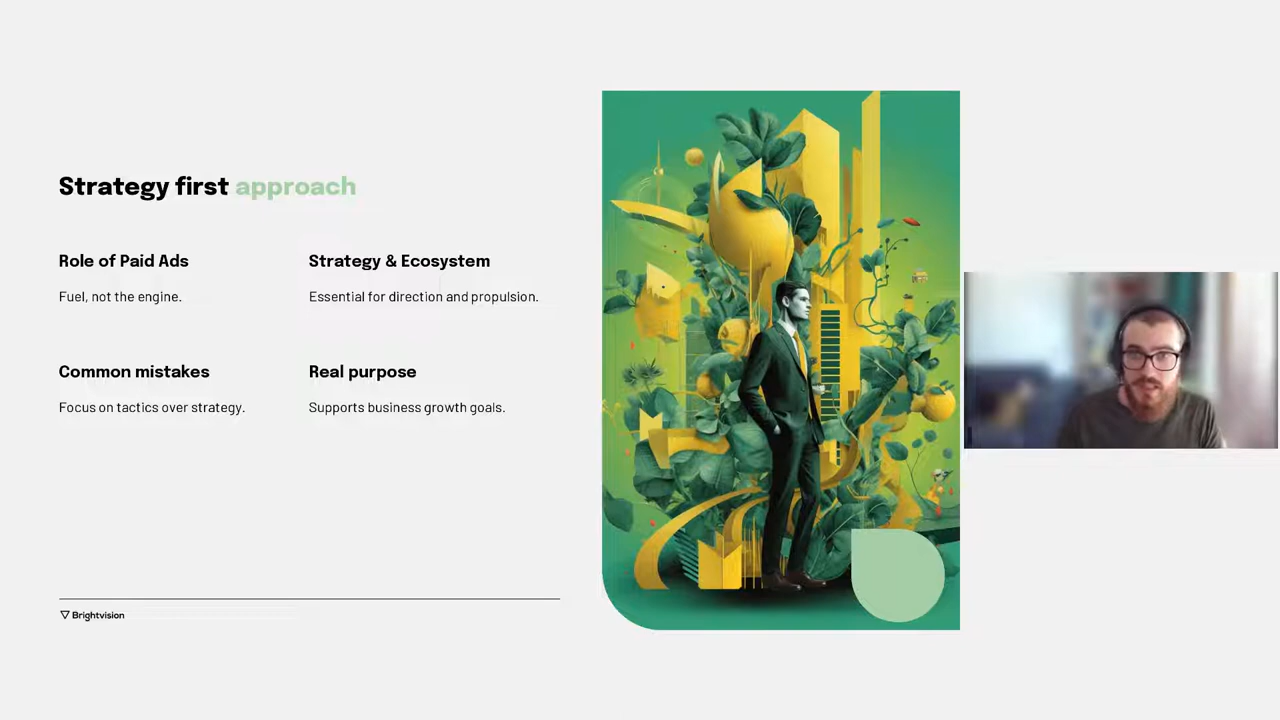 Strategy first approach
Role of Paid Ads
Fuel, not the engine.
Strategy & Ecosystem
Essential for direction and propulsion.
Common mistakes
Focus on tactics over strategy.
Real purpose
Supports business growth goals.
Brightvision